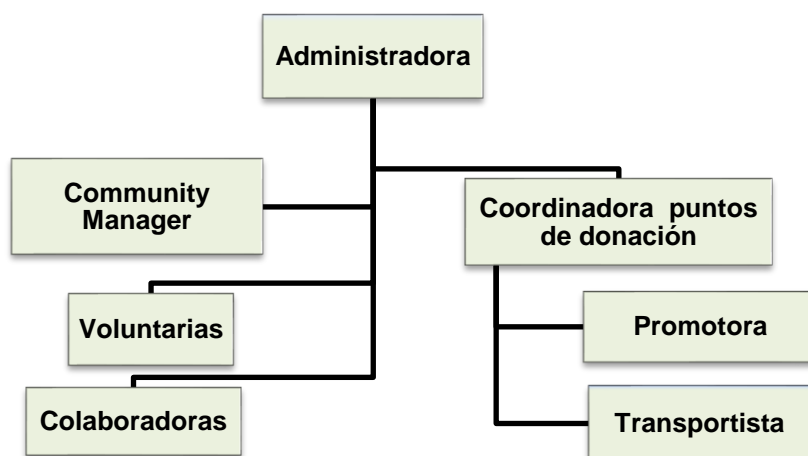 Administradora
Community
Manager
Coordinadora puntos
de donación
Voluntarias
Promotora
Colaboradoras
Transportista